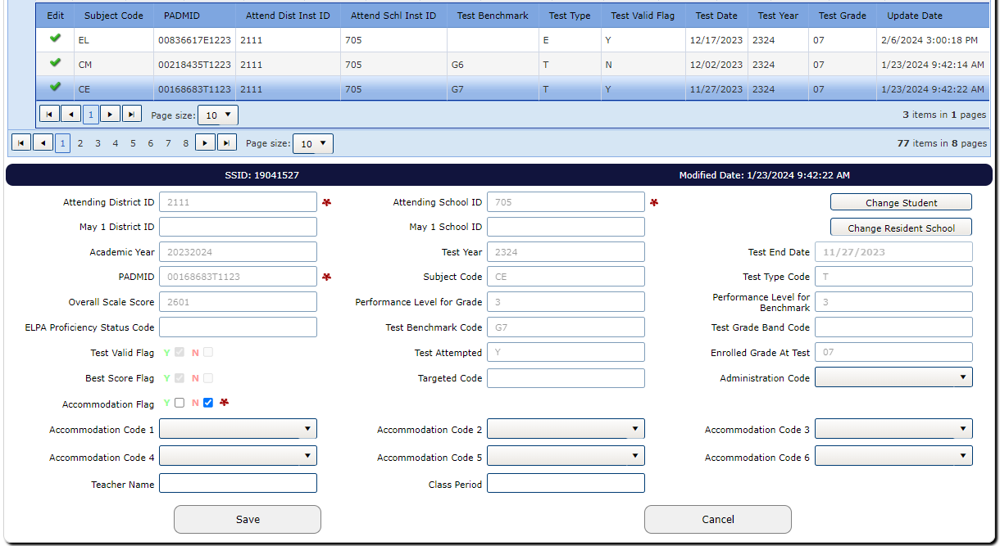 Edit Subject Code PADMID Attend Dist Inst ID Attend Schl Inst ID Test Benchmark Test Type Test Valid Flag Test Date Test Year Test Grade Update Date
EL 00836617E1223 2111 705 E Y 12/17/2023 2324 07 2/6/2024 3:00:18 PM
CM 00218435T1223 2111 705 G6 T N 12/02/2023 2324 07 1/23/2024 9:42:14 AM
CE 00168683T1123 2111 705 G7 T Y 11/27/2023 2324 07 1/23/2024 9:42:22 AM
1 Page size: 10 3 items in 1 pages
1 2 3 4 5 6 7 8 Page size: 10 77 items in 8 pages
SSID: 19041527 Modified Date: 1/23/2024 9:42:22 AM
Attending District ID 2111 Attending School ID 705 Change Student
May 1 District ID May 1 School ID Change Resident School
Academic Year 20232024 Test Year 2324 Test End Date 11/27/2023
PADMID 00168683T1123 Subject Code CE Test Type Code T
Overall Scale Score 2601 Performance Level for Grade 3 Performance Level for
Benchmark 3
ELPA Proficiency Status Code Test Benchmark Code G7 Test Grade Band Code
Test Valid Flag Y N Test Attempted Y Enrolled Grade At Test 07
Best Score Flag Y N Targeted Code Administration Code
Accommodation Flag Y N
Accommodation Code 1 Accommodation Code 2 Accommodation Code 3
Accommodation Code 4 Accommodation Code 5 Accommodation Code 6
Teacher Name Class Period
Save Cancel